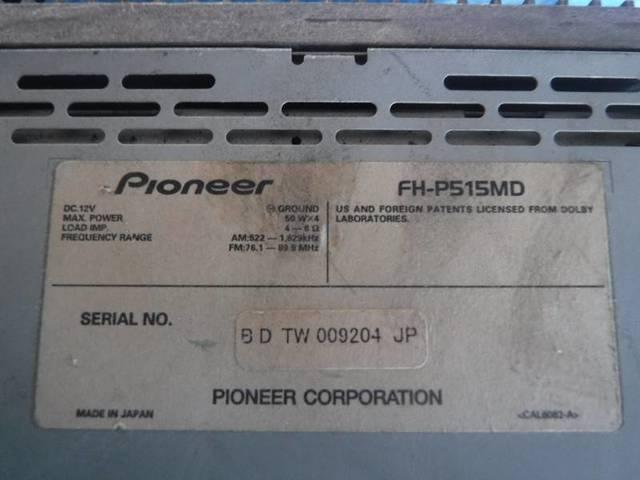 Pioneer
FH-P515MD
DC.12V ⊖ GROUND
MAX. POWER 50 W×4
LOAD IMP. 4 — 8 Ω
FREQUENCY RANGE AM:522 — 1,629kHz
FM:76.1 — 89.9 MHz
US AND FOREIGN PATENTS LICENSED FROM DOLBY
LABORATORIES.
SERIAL NO.
BD TW 009204 JP
PIONEER CORPORATION
MADE IN JAPAN
<CAL6082-A>